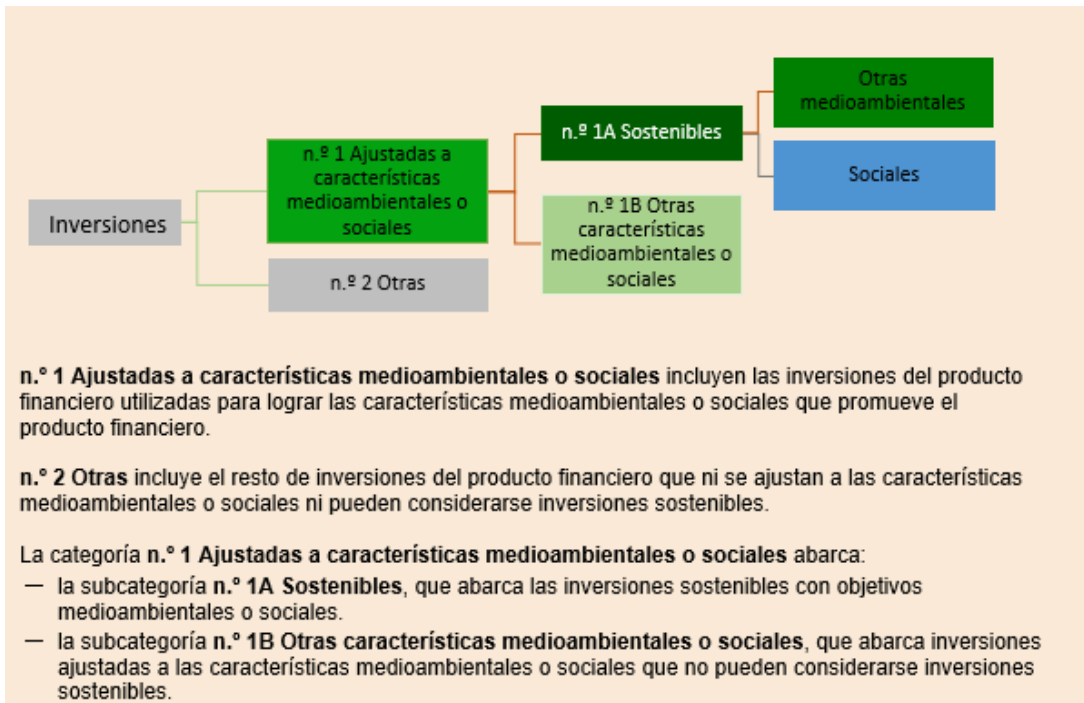 Inversiones
n.º 1 Ajustadas a
características
medioambientales o
sociales
n.º 2 Otras
n.º 1A Sostenibles
n.º 1B Otras
características
medioambientales o
sociales
Otras
medioambientales
Sociales
n.º 1 Ajustadas a características medioambientales o sociales incluyen las inversiones del producto
financiero utilizadas para lograr las características medioambientales o sociales que promueve el
producto financiero.
n.º 2 Otras incluye el resto de inversiones del producto financiero que ni se ajustan a las características
medioambientales o sociales ni pueden considerarse inversiones sostenibles.
La categoría n.º 1 Ajustadas a características medioambientales o sociales abarca:
— la subcategoría n.º 1A Sostenibles, que abarca las inversiones sostenibles con objetivos
medioambientales o sociales.
— la subcategoría n.º 1B Otras características medioambientales o sociales, que abarca inversiones
ajustadas a las características medioambientales o sociales que no pueden considerarse inversiones
sostenibles.